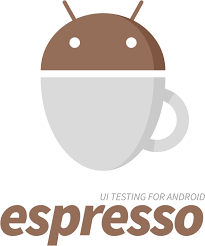 UI TESTING FOR ANDROID
espresso